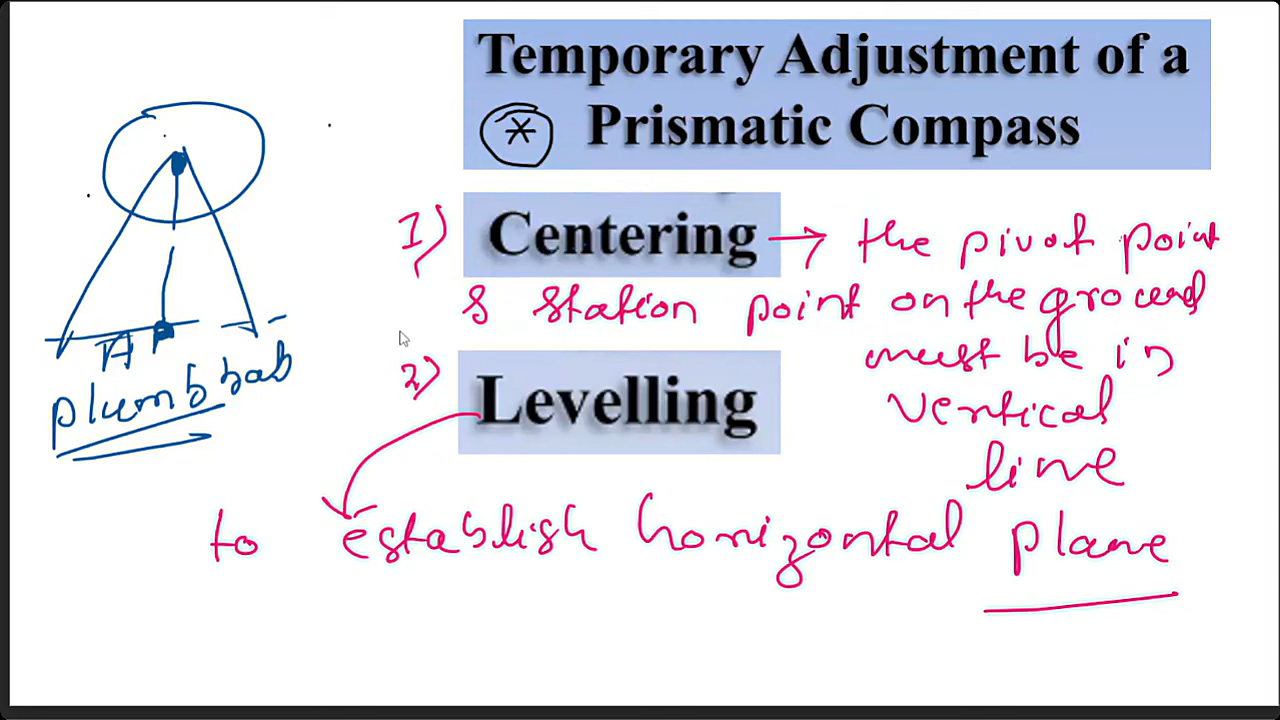 Temporary Adjustment of a
* Prismatic Compass
1) Centering → the pivot point
& station point on the ground
must be in
vertical
line
2) Levelling
to establish horizontal plane
A P
plumb bab